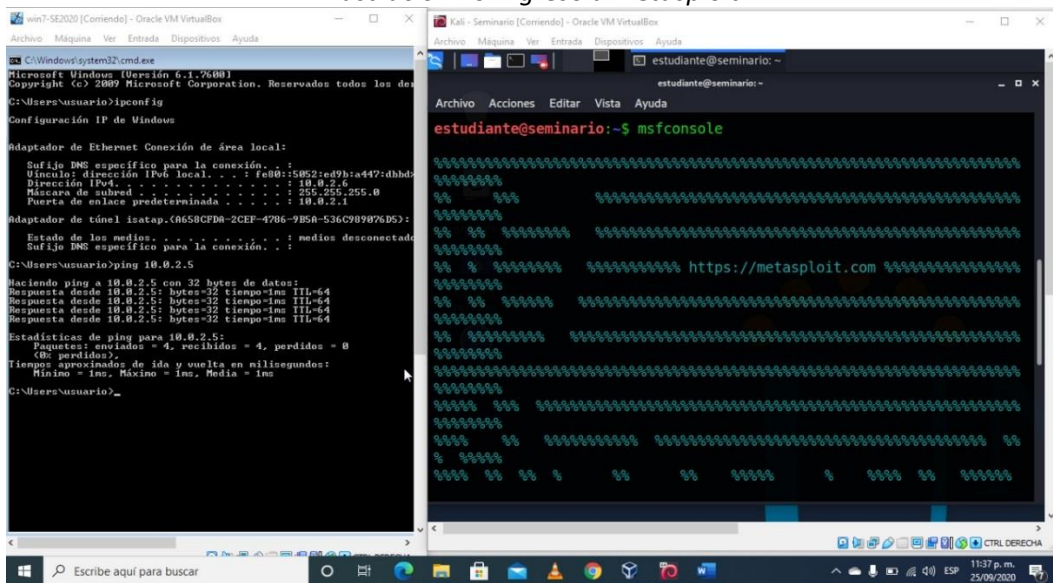 win7-SE2020 [Corriendo] - Oracle VM VirtualBox
Archivo Máquina Ver Entrada Dispositivos Ayuda
C:\Windows\system32\cmd.exe
Microsoft Windows [Versión 6.1.7600]
Copyright (c) 2009 Microsoft Corporation. Reservados todos los der
C:\Users\usuario>ipconfig
Configuración IP de Windows
Adaptador de Ethernet Conexión de área local:
Sufijo DNS específico para la conexión. . :
Vínculo: dirección IPv6 local. . . : fe80::5052:ed9b:a447:dbbd
Dirección IPv4. . . . . . . . . . . . . . : 10.0.2.6
Máscara de subred . . . . . . . . . . . . : 255.255.255.0
Puerta de enlace predeterminada . . . . . : 10.0.2.1
Adaptador de túnel isatap.{A658CFDA-2CEF-4786-9B5A-536C989076D5}:
Estado de los medios. . . . . . . . . . . : medios desconectado
Sufijo DNS específico para la conexión. . :
C:\Users\usuario>ping 10.0.2.5
Haciendo ping a 10.0.2.5 con 32 bytes de datos:
Respuesta desde 10.0.2.5: bytes=32 tiempo=1ms TTL=64
Respuesta desde 10.0.2.5: bytes=32 tiempo=1ms TTL=64
Respuesta desde 10.0.2.5: bytes=32 tiempo=1ms TTL=64
Respuesta desde 10.0.2.5: bytes=32 tiempo=1ms TTL=64
Estadísticas de ping para 10.0.2.5:
Paquetes: enviados = 4, recibidos = 4, perdidos = 0
(0% perdidos),
Tiempos aproximados de ida y vuelta en milisegundos:
Mínimo = 1ms, Máximo = 1ms, Media = 1ms
C:\Users\usuario>_
Kali - Seminario [Corriendo] - Oracle VM VirtualBox
Archivo Máquina Ver Entrada Dispositivos Ayuda
estudiante@seminario: ~
estudiante@seminario: ~
Archivo Acciones Editar Vista Ayuda
estudiante@seminario:~$ msfconsole
https://metasploit.com
CTRL DERECHA
Escribe aquí para buscar
ESP
11:37 p. m.
25/09/2020